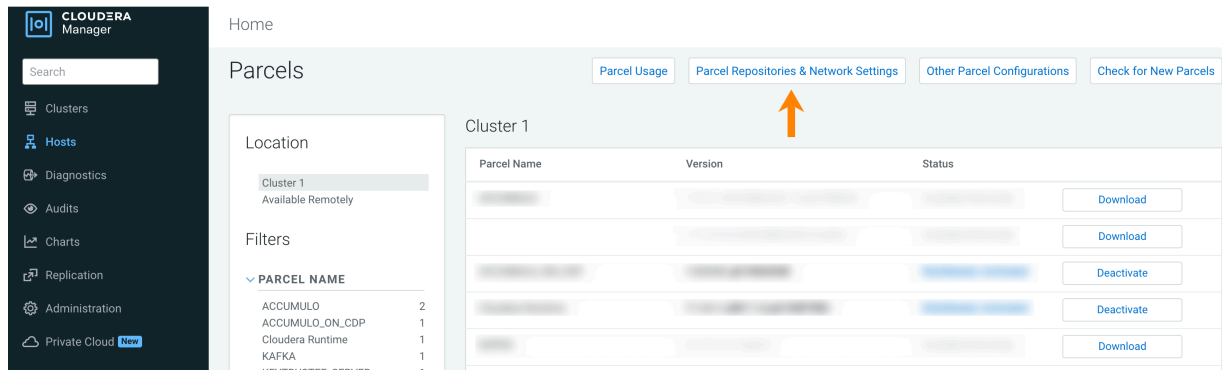 CLOUDERA
Manager
Home
Search
Clusters
Hosts
Diagnostics
Audits
Charts
Replication
Administration
Private Cloud New
Parcels
Parcel Usage
Parcel Repositories & Network Settings
Other Parcel Configurations
Check for New Parcels
Location
Cluster 1
Available Remotely
Filters
PARCEL NAME
ACCUMULO 2
ACCUMULO_ON_CDP 1
Cloudera Runtime 1
KAFKA 1
Cluster 1
Parcel Name Version Status
Download
Download
Deactivate
Deactivate
Download